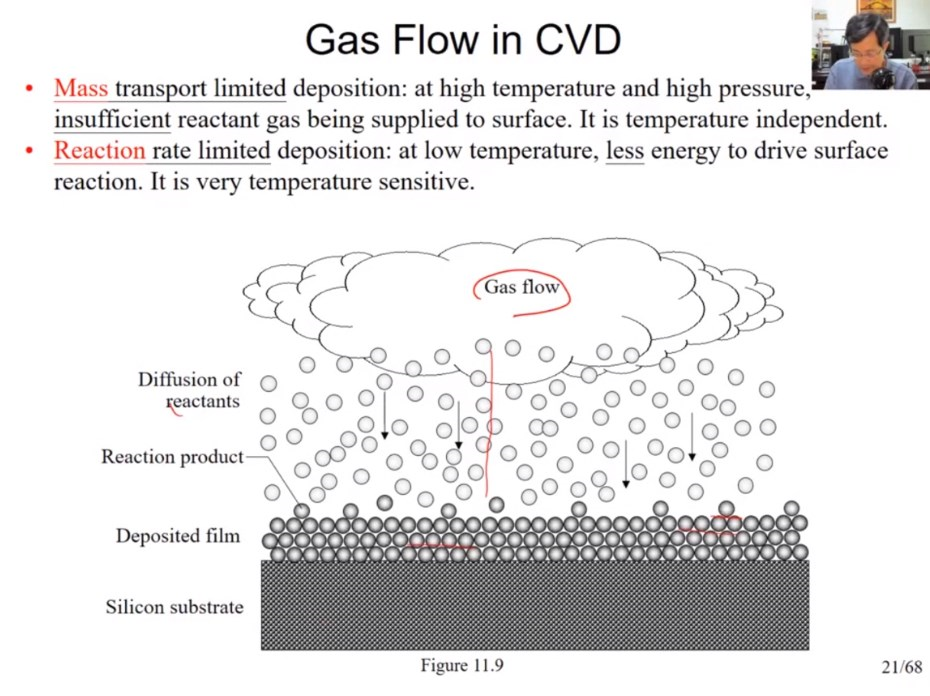 Gas Flow in CVD
• Mass transport limited deposition: at high temperature and high pressure,
insufficient reactant gas being supplied to surface. It is temperature independent.
• Reaction rate limited deposition: at low temperature, less energy to drive surface
reaction. It is very temperature sensitive.
Gas flow
Diffusion of
reactants
Reaction product
Deposited film
Silicon substrate
Figure 11.9
21/68